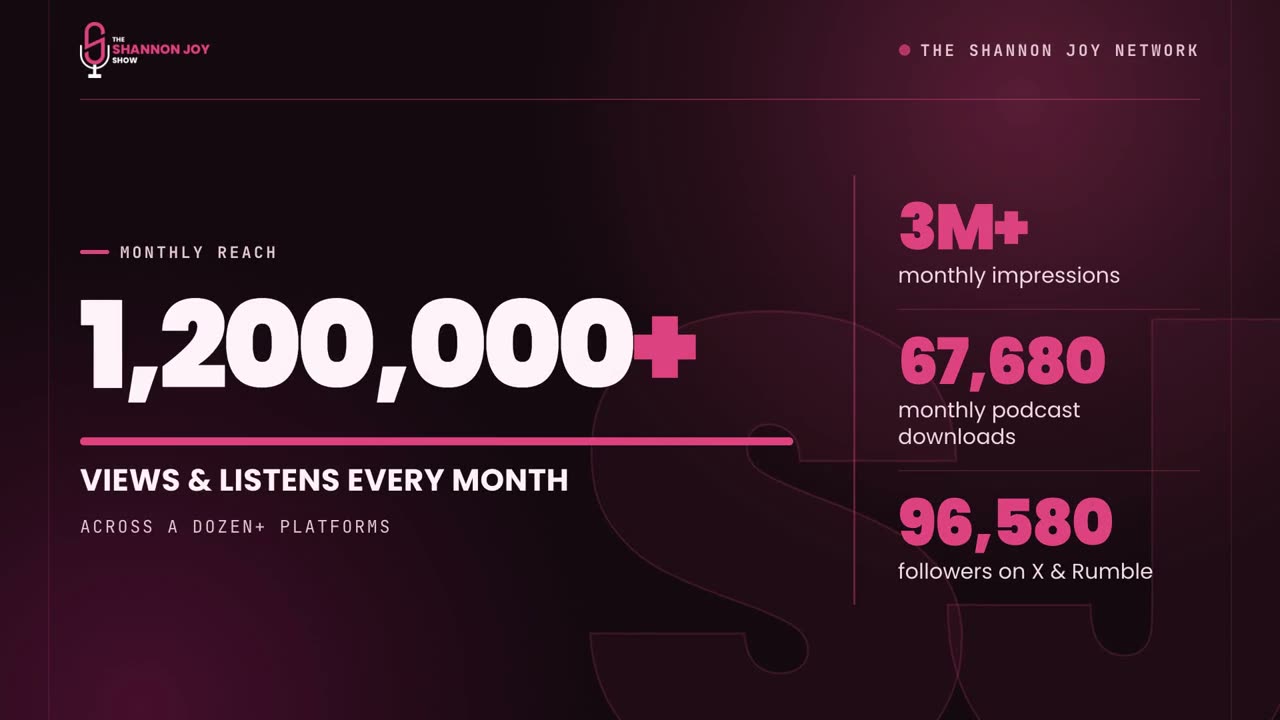 THE
SHANNON JOY
SHOW
THE SHANNON JOY NETWORK
MONTHLY REACH
1,200,000+
VIEWS & LISTENS EVERY MONTH
ACROSS A DOZEN+ PLATFORMS
3M+
monthly impressions
67,680
monthly podcast
downloads
96,580
followers on X & Rumble
SJ